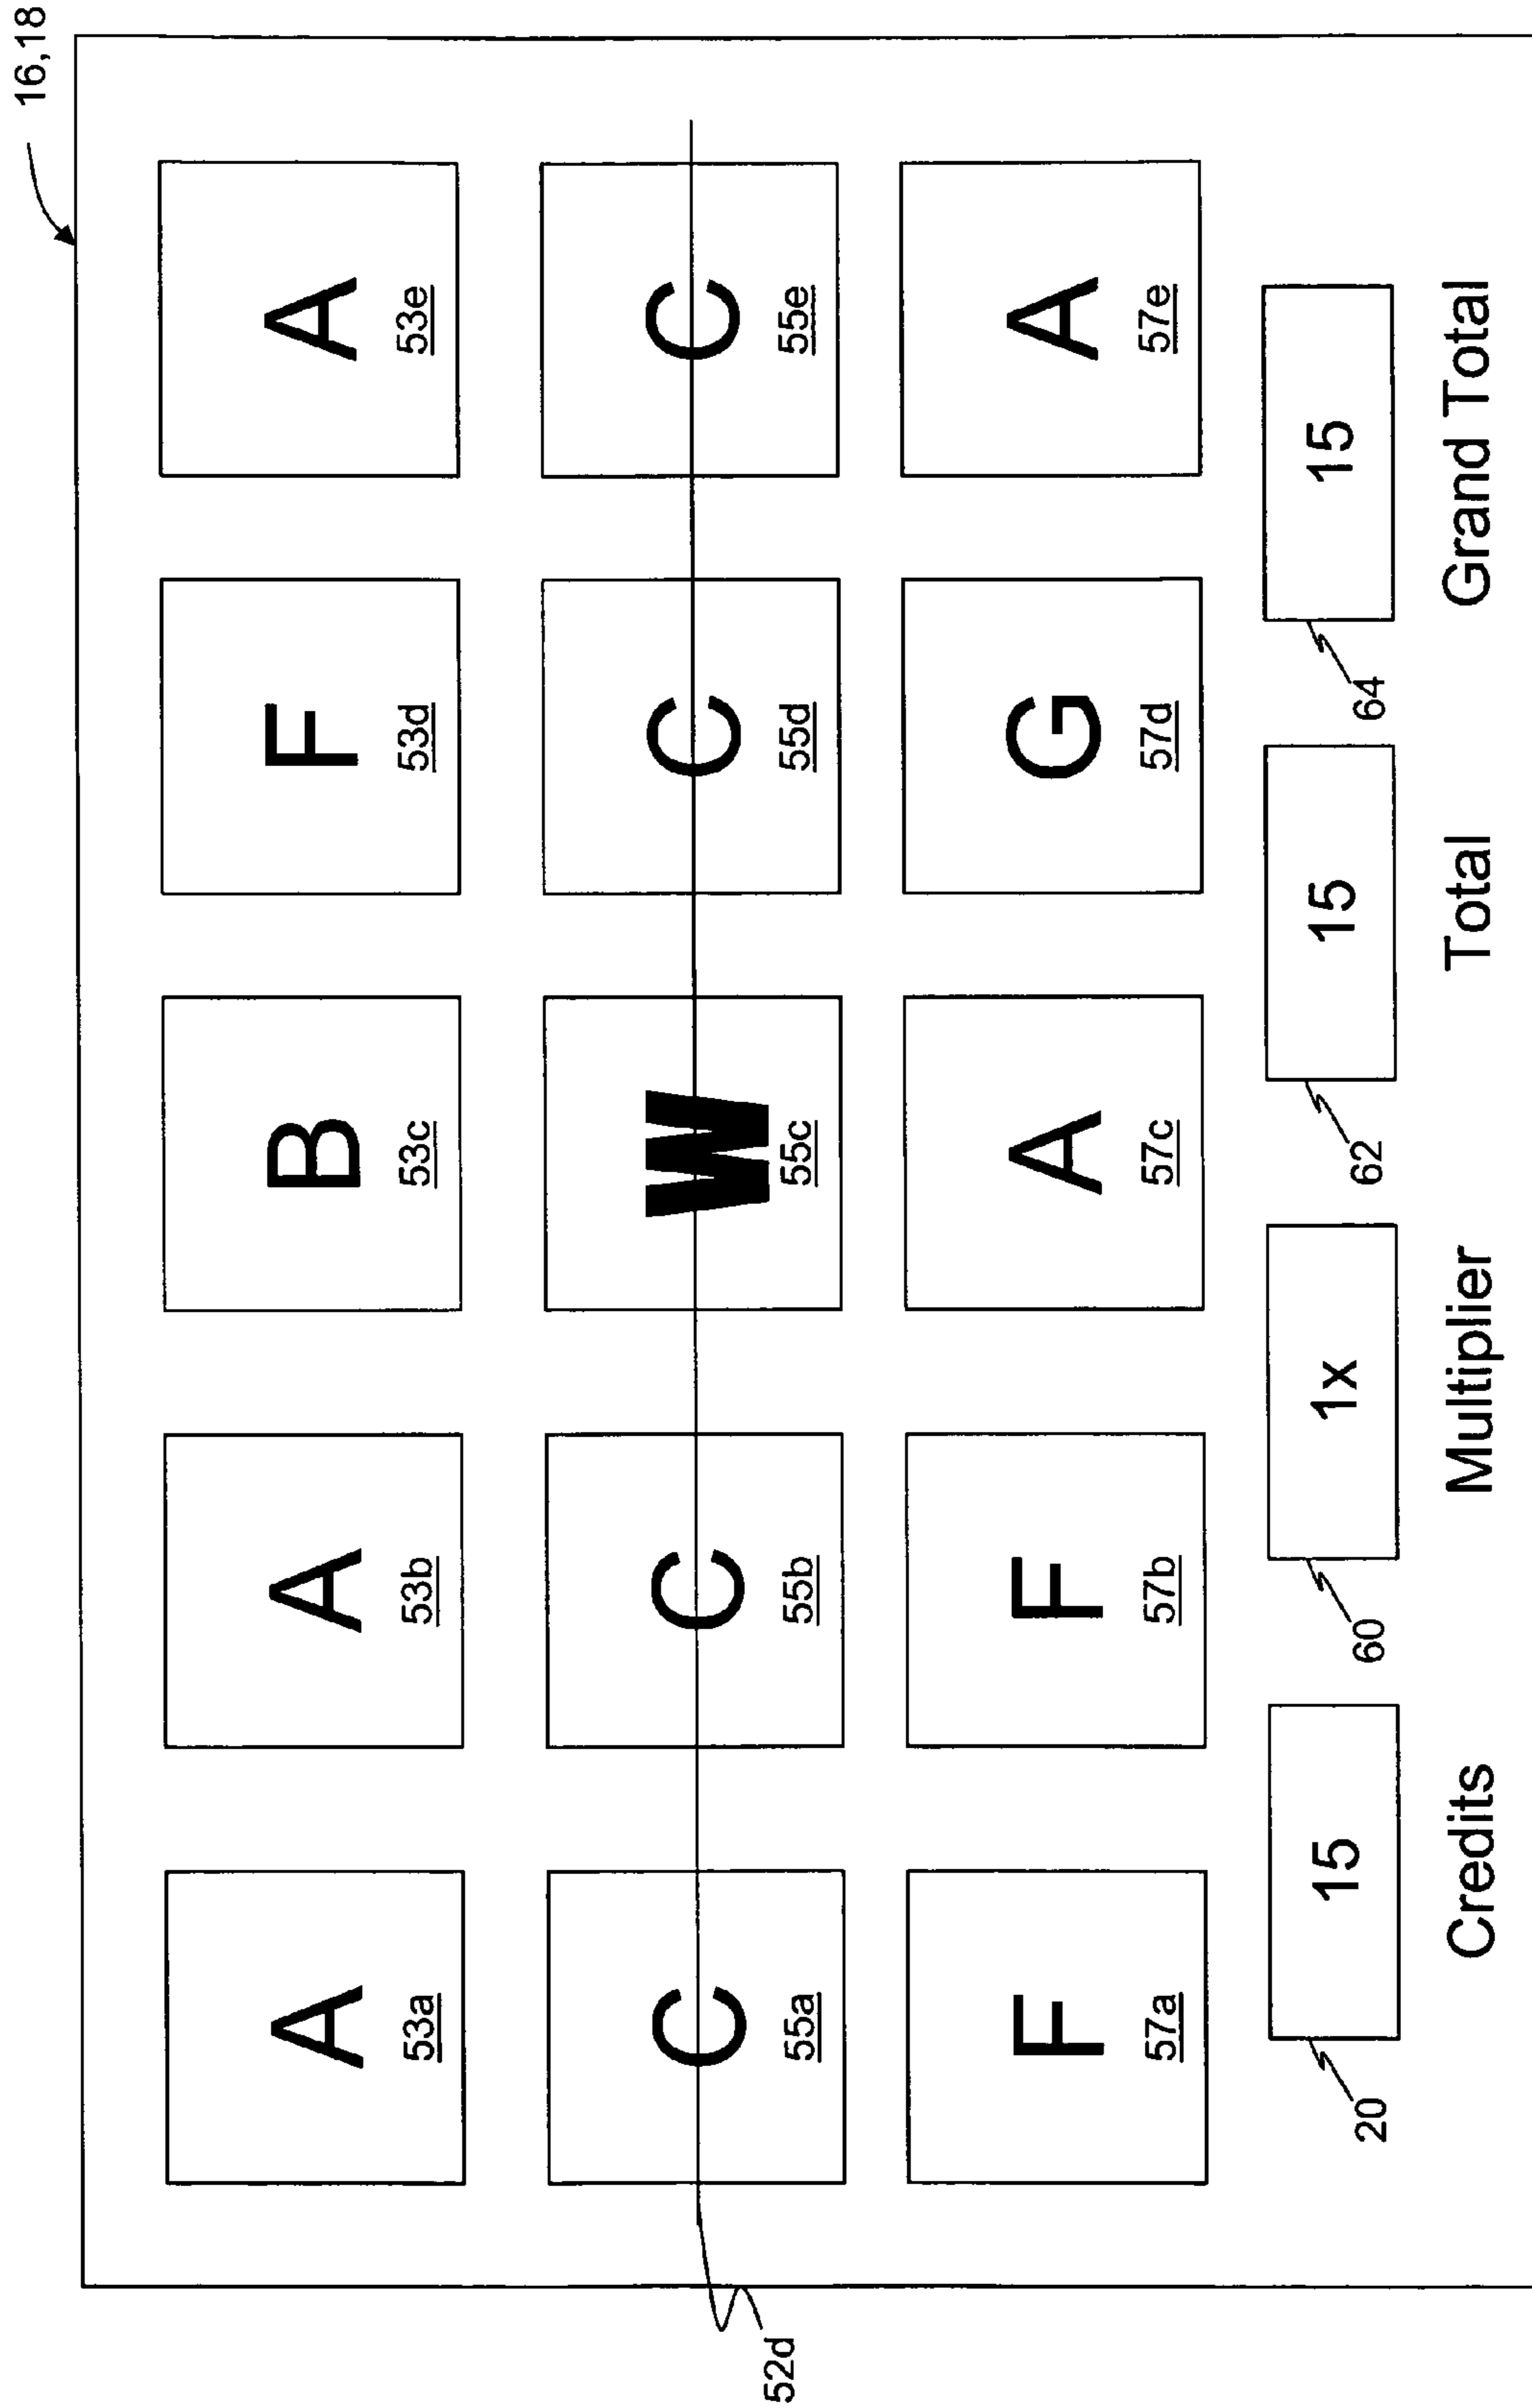 16,18
A A B F A
53a 53b 53c 53d 53e
C C W C C
55a 55b 55c 55d 55e
52d
F F A G A
57a 57b 57c 57d 57e
15 1x 15 15
20 60 62 64
Credits Multiplier Total Grand Total